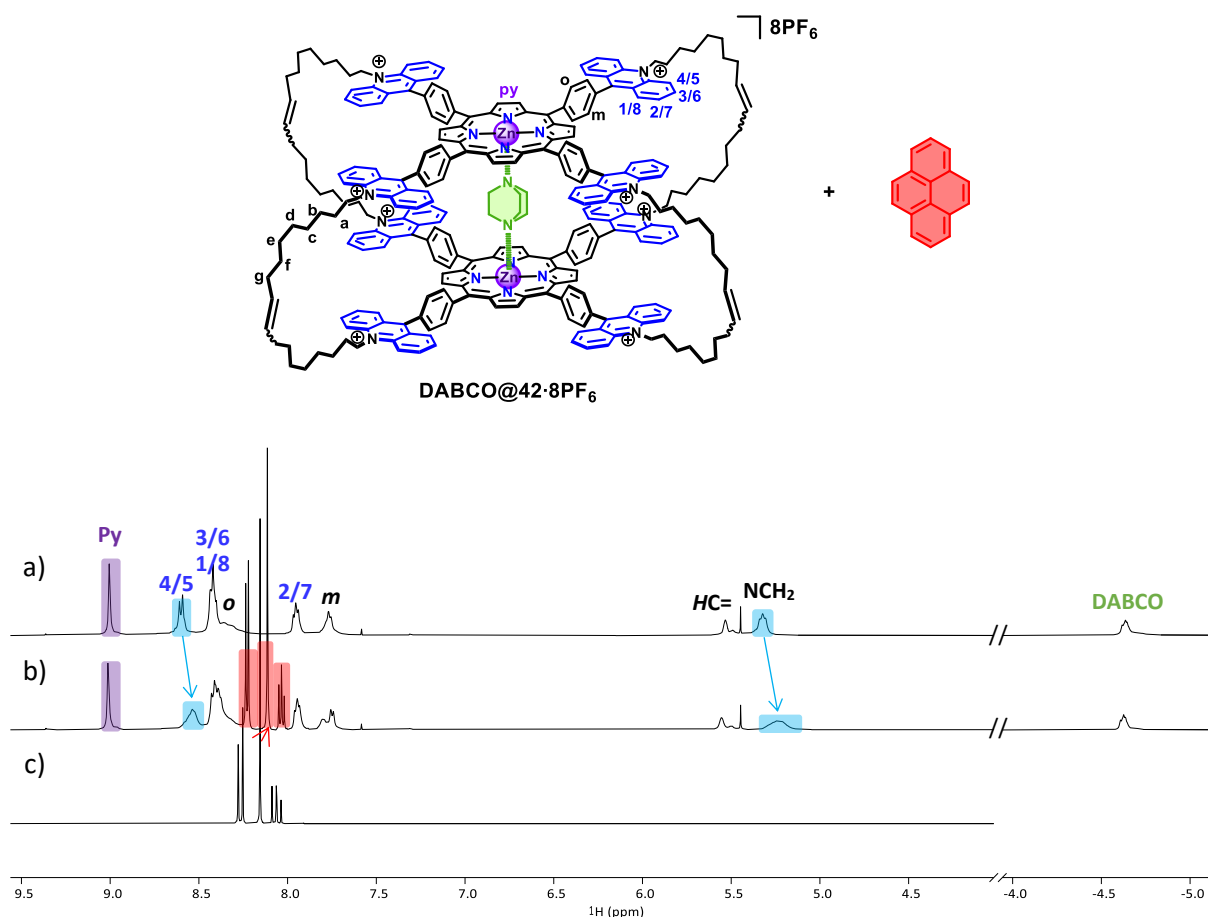 8PF6
N
⊕
N
⊕
4/5
3/6
1/8 2/7
o
m
py
N
N Zn N
N
N
N
N
⊕
N
⊕
N
⊕
N
⊕
+
b
a
d
c
e
f
g
N
N Zn N
N
N
⊕
N
⊕
DABCO@42·8PF6
Py
3/6
1/8
4/5
o
2/7
m
HC=
NCH2
DABCO
a)
b)
c)
9.5 9.0 8.5 8.0 7.5 7.0 6.5 6.0 5.5 5.0 4.5 -4.0 -4.5 -5.0
1H (ppm)